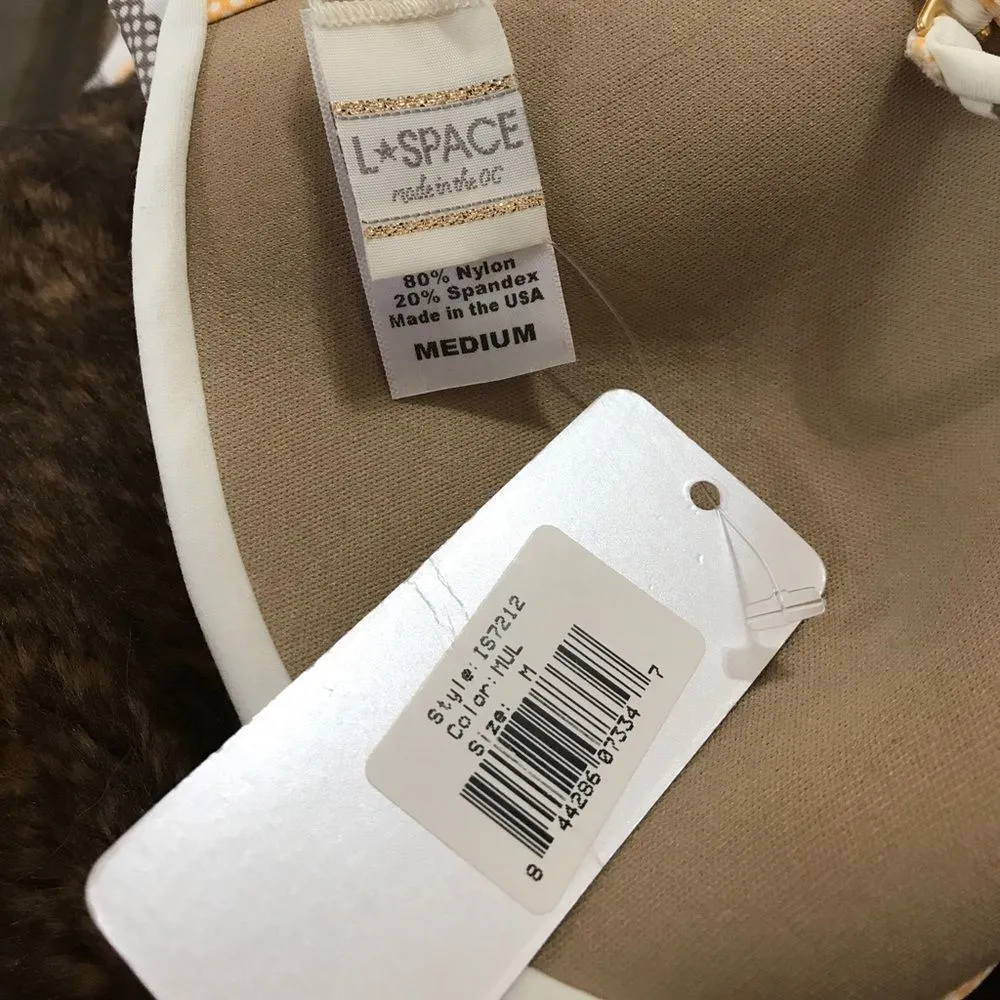 L★SPACE
made in the OC
80% Nylon
20% Spandex
Made in the USA
MEDIUM
Style: IS7212
Color: MUL
Size: M
8 44286 07334 7